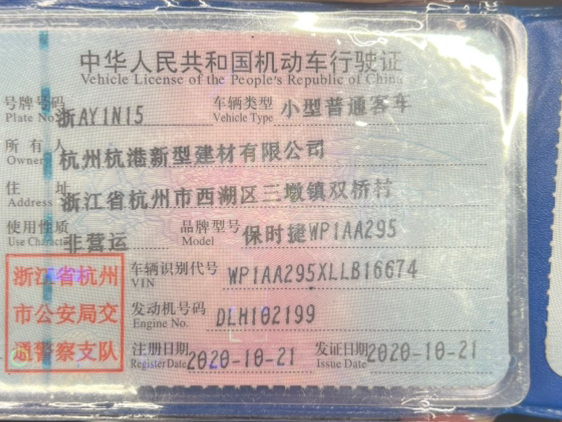 中华人民共和国机动车行驶证
Vehicle License of the People's Republic of China
号牌号码 浙AY1N15 车辆类型 小型普通客车
Plate No. Vehicle Type
所有人 杭州杭港新型建材有限公司
Owner
住址 浙江省杭州市西湖区三墩镇双桥村
Address
使用性质 非营运 品牌型号 保时捷WP1AA295
Use Character Model
浙江省杭州
市公安局交
通警察支队
车辆识别代号 WP1AA295XLLB16674
VIN
发动机号码 DLH102199
Engine No.
注册日期 2020-10-21 发证日期 2020-10-21
Register Date Issue Date